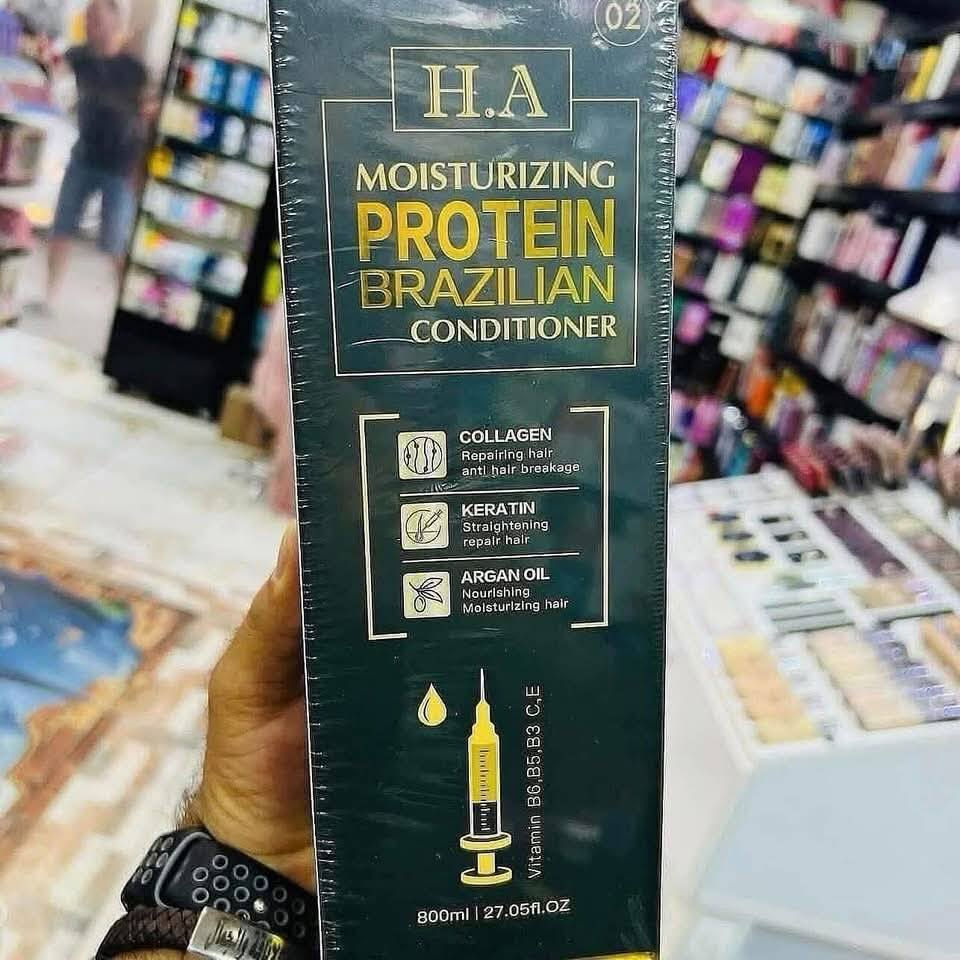 02
H.A
MOISTURIZING
PROTEIN
BRAZILIAN
CONDITIONER
COLLAGEN
Repairing hair
anti hair breakage
KERATIN
Straightening
repair hair
ARGAN OIL
Nourishing
Moisturizing hair
Vitamin B6,B5,B3 C,E
800ml | 27.05fl.OZ